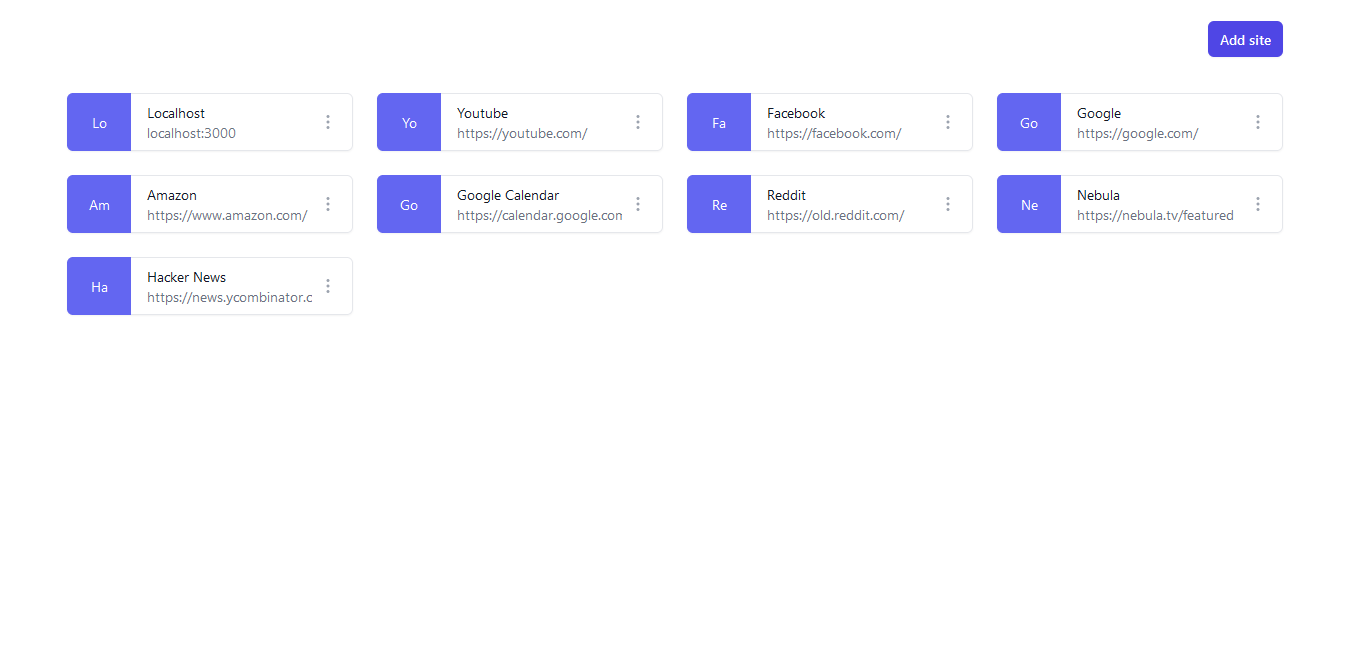 Add site
Lo
Localhost
localhost:3000
Yo
Youtube
https://youtube.com/
Fa
Facebook
https://facebook.com/
Go
Google
https://google.com/
Am
Amazon
https://www.amazon.com/
Go
Google Calendar
https://calendar.google.con
Re
Reddit
https://old.reddit.com/
Ne
Nebula
https://nebula.tv/featured
Ha
Hacker News
https://news.ycombinator.c